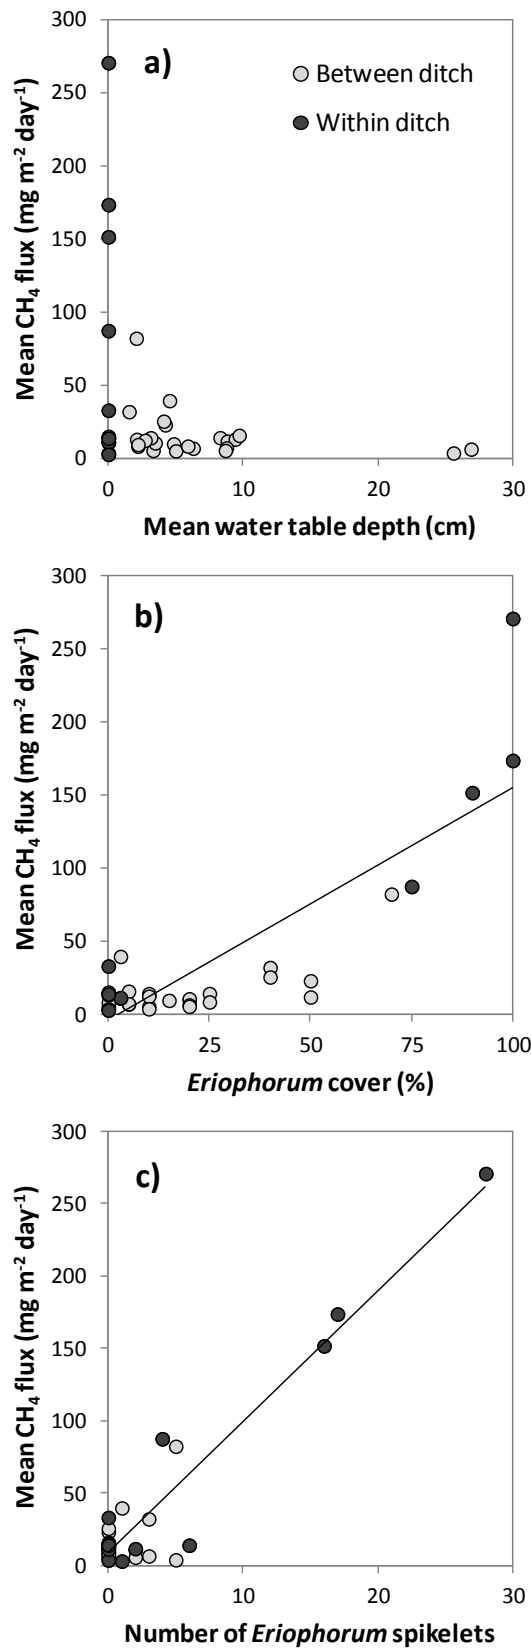 a)
Between ditch
Within ditch
Mean CH₄ flux (mg m⁻² day⁻¹)
300
250
200
150
100
50
0
0 10 20 30
Mean water table depth (cm)
b)
Mean CH₄ flux (mg m⁻² day⁻¹)
300
250
200
150
100
50
0
0 25 50 75 100
Eriophorum cover (%)
c)
Mean CH₄ flux (mg m⁻² day⁻¹)
300
250
200
150
100
50
0
0 10 20 30
Number of Eriophorum spikelets